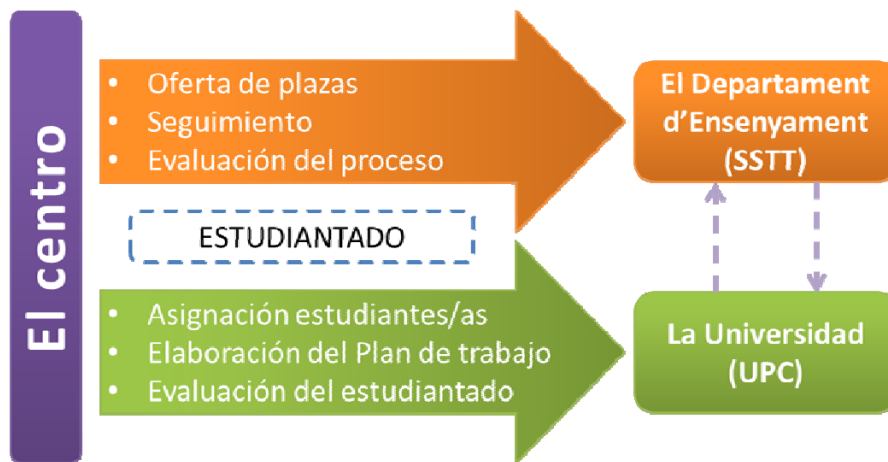 El centro
• Oferta de plazas
• Seguimiento
• Evaluación del proceso
El Departament
d’Ensenyament
(SSTT)
ESTUDIANTADO
• Asignación estudiantes/as
• Elaboración del Plan de trabajo
• Evaluación del estudiantado
La Universidad
(UPC)